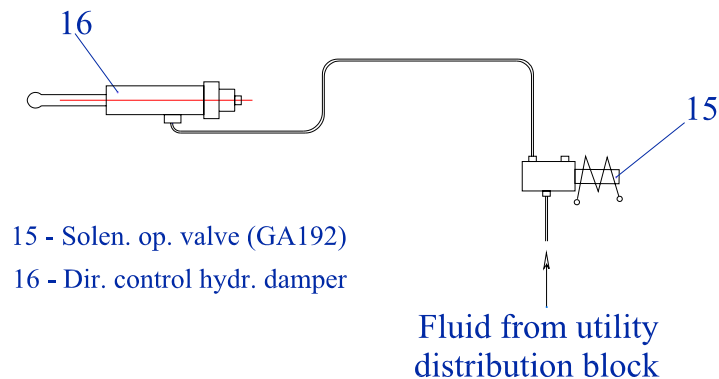 16
15
15 - Solen. op. valve (GA192)
16 - Dir. control hydr. damper
Fluid from utility
distribution block